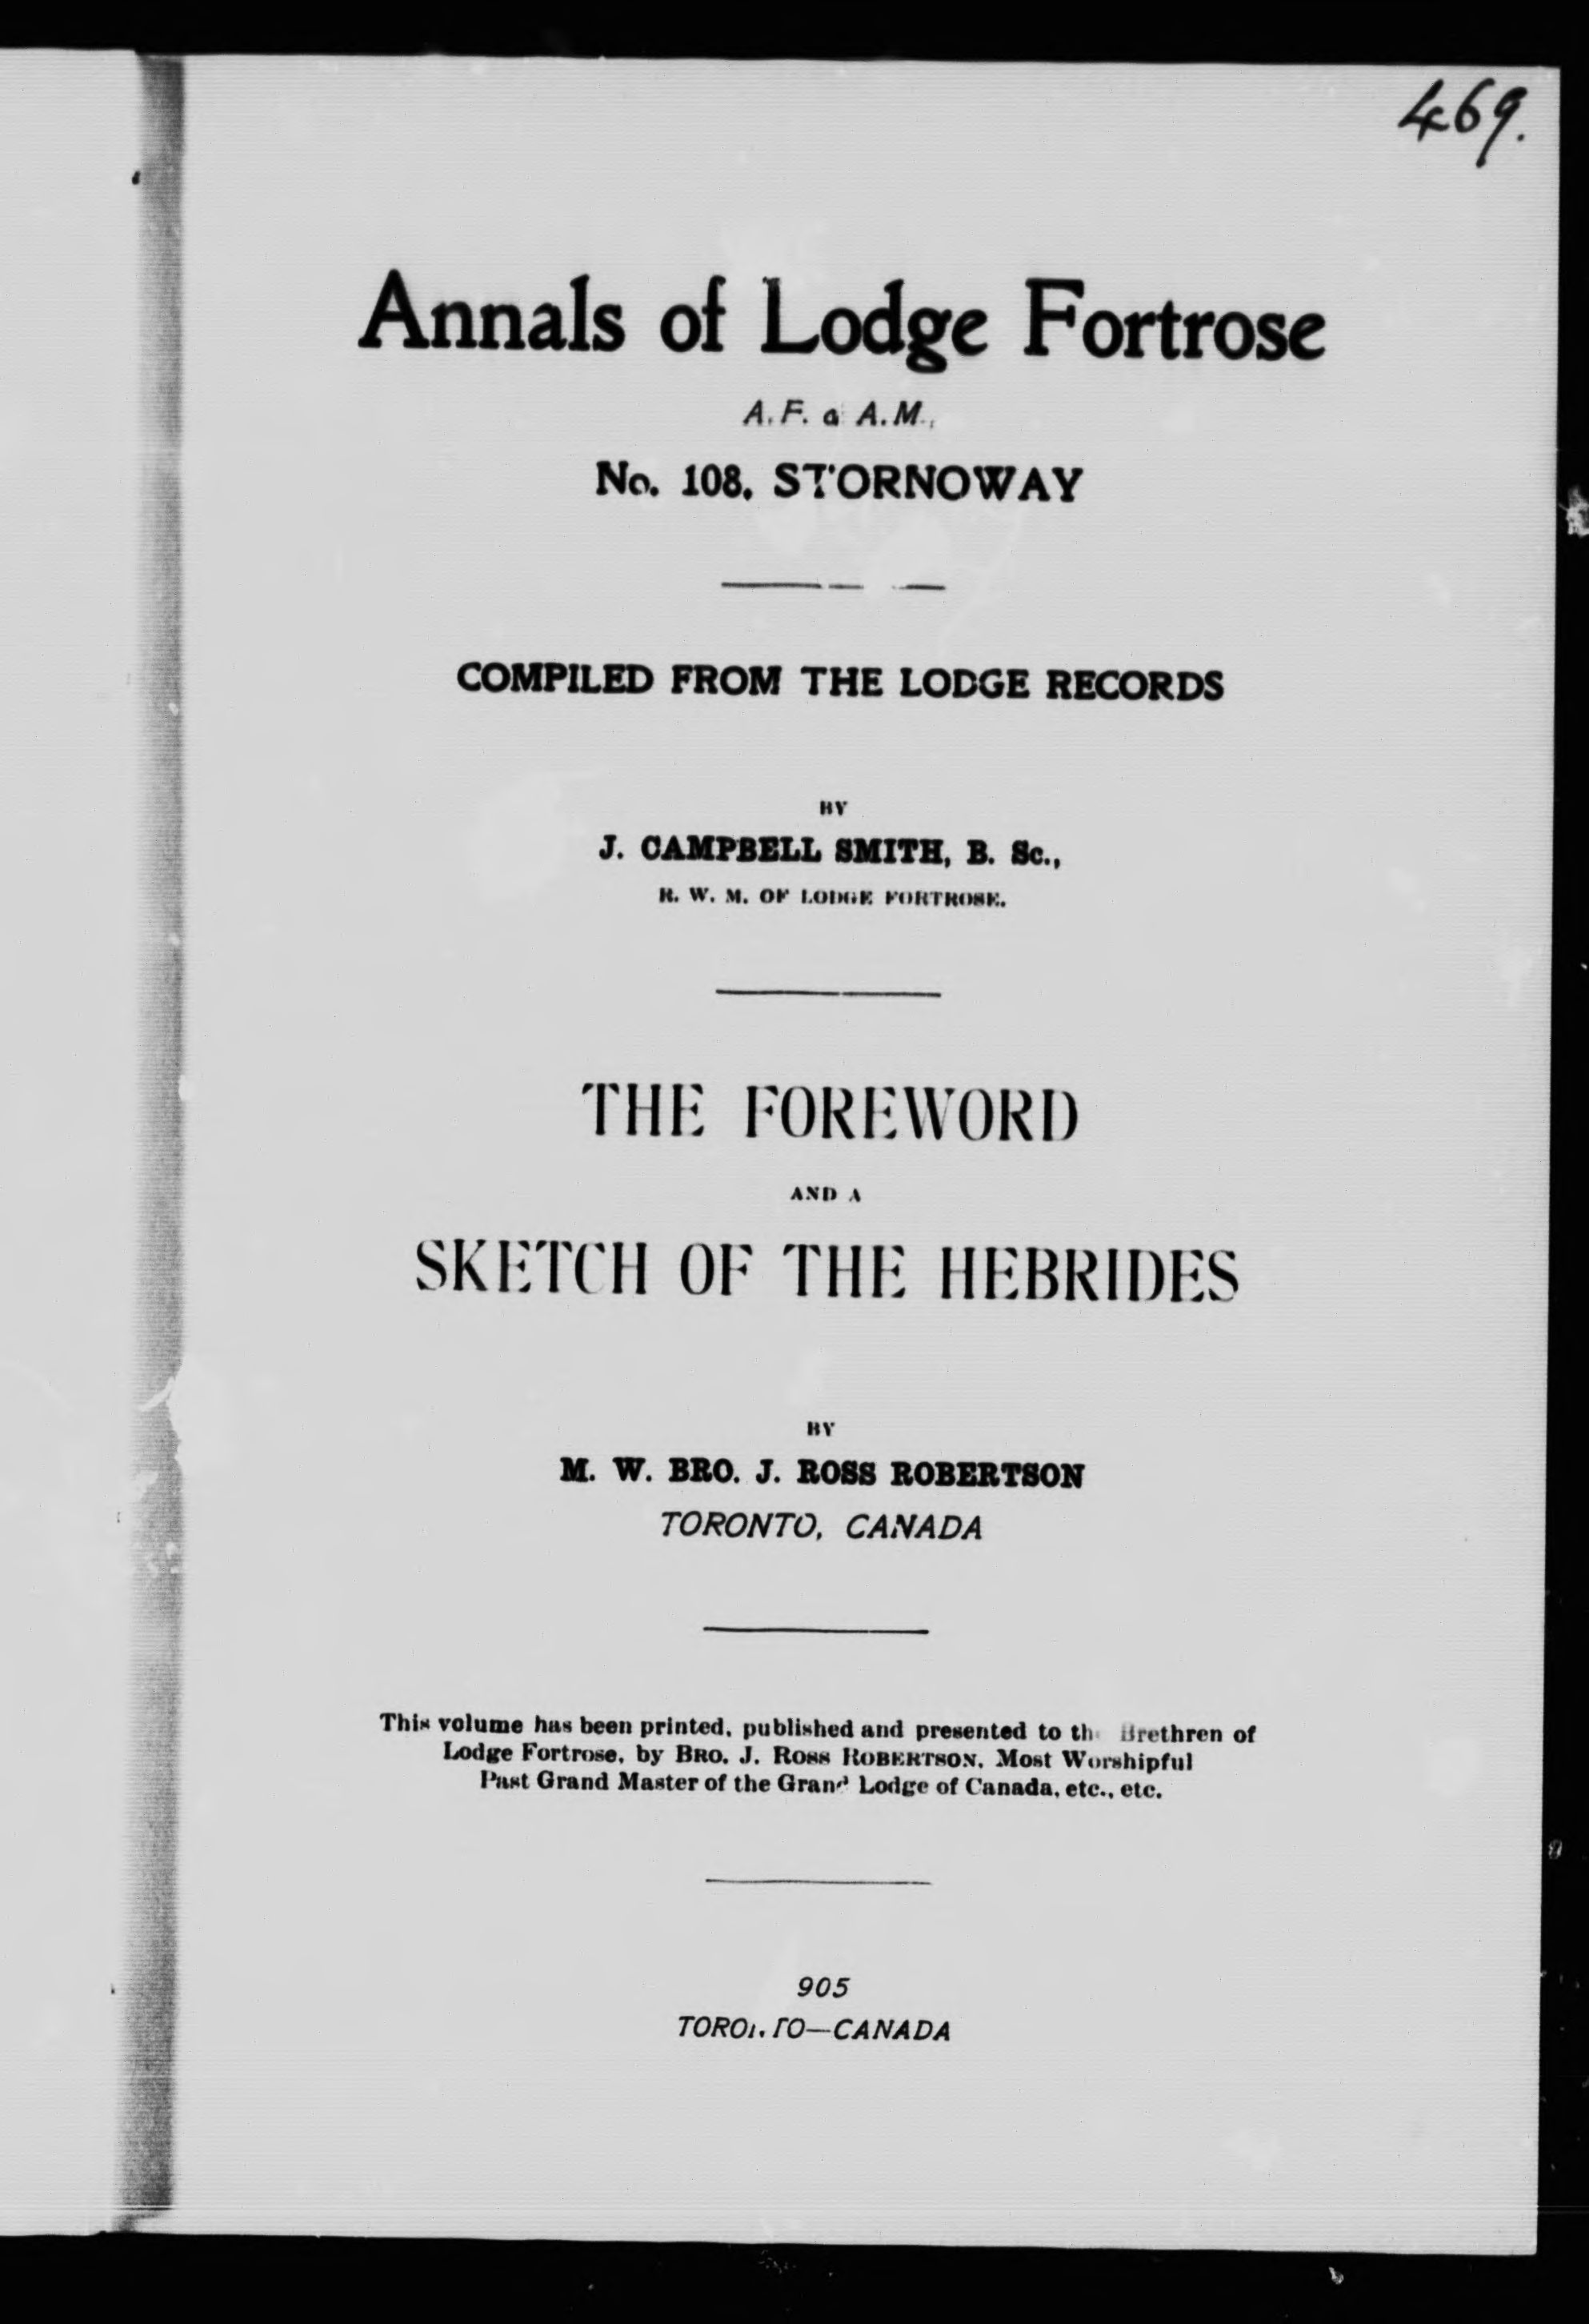 469.
Annals of Lodge Fortrose
A. F. & A. M.,
No. 108, STORNOWAY
COMPILED FROM THE LODGE RECORDS
BY
J. CAMPBELL SMITH, B. Sc.,
R. W. M. OF LODGE FORTROSE.
THE FOREWORD
AND A
SKETCH OF THE HEBRIDES
BY
M. W. BRO. J. ROSS ROBERTSON
TORONTO, CANADA
This volume has been printed, published and presented to the Brethren of
Lodge Fortrose, by BRO. J. ROSS ROBERTSON, Most Worshipful
Past Grand Master of the Grand Lodge of Canada, etc., etc.
905
TORONTO—CANADA